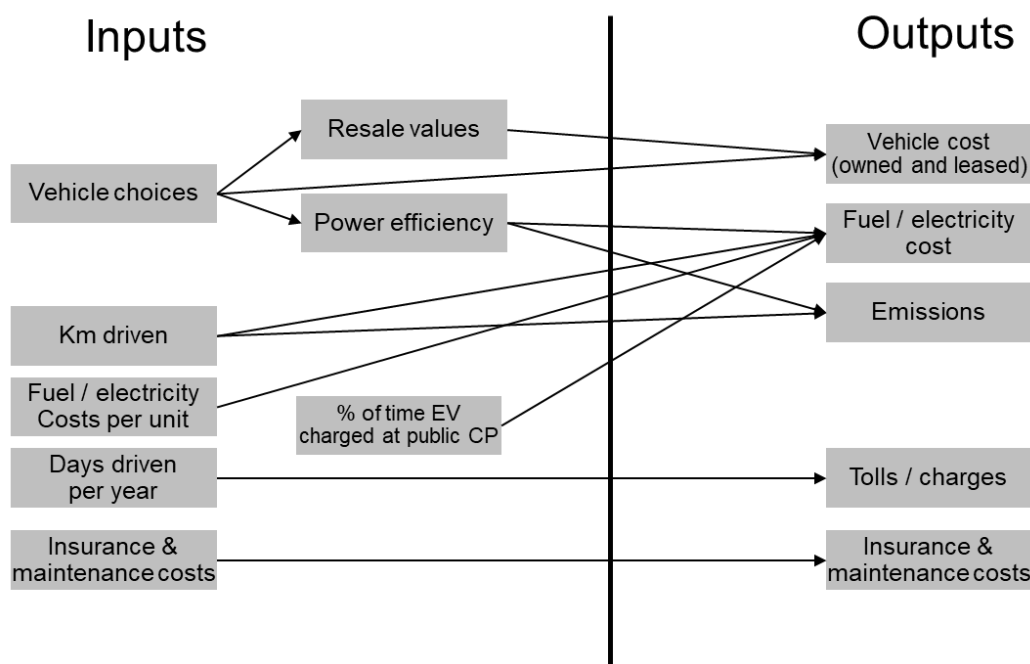 Inputs
Outputs
Resale values
Vehicle cost
(owned and leased)
Vehicle choices
Power efficiency
Fuel / electricity
cost
Emissions
Km driven
Fuel / electricity
Costs per unit
% of time EV
charged at public CP
Days driven
per year
Tolls / charges
Insurance &
maintenance costs
Insurance &
maintenance costs